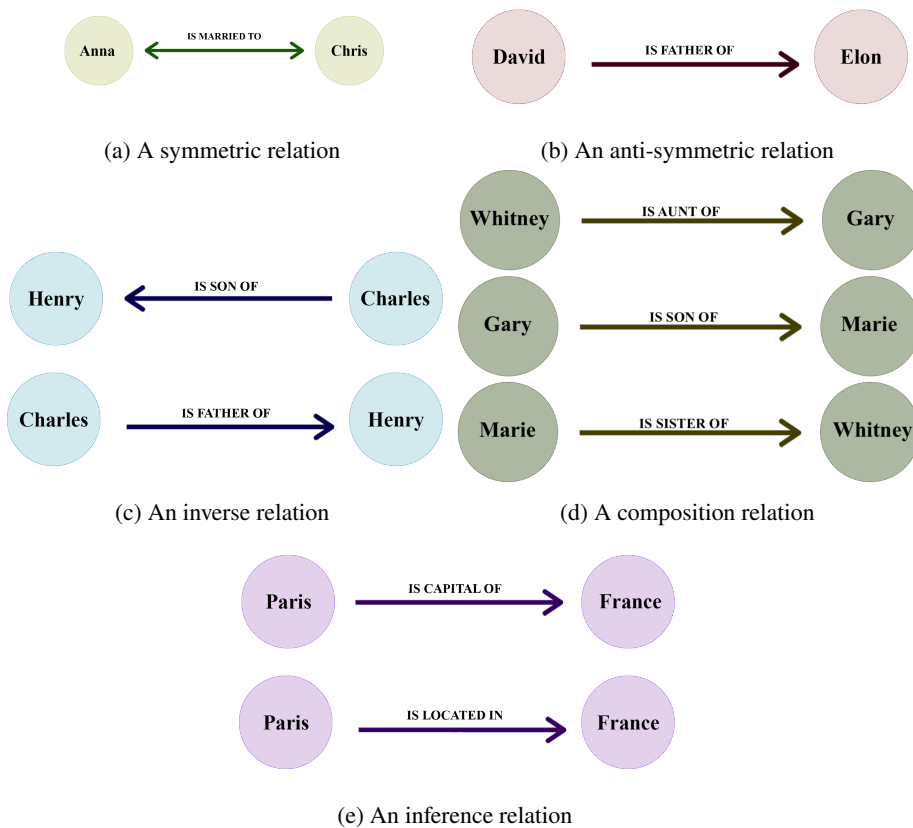 Anna IS MARRIED TO Chris
David IS FATHER OF Elon
(a) A symmetric relation
(b) An anti-symmetric relation
Henry IS SON OF Charles
Charles IS FATHER OF Henry
(c) An inverse relation
Whitney IS AUNT OF Gary
Gary IS SON OF Marie
Marie IS SISTER OF Whitney
(d) A composition relation
Paris IS CAPITAL OF France
Paris IS LOCATED IN France
(e) An inference relation